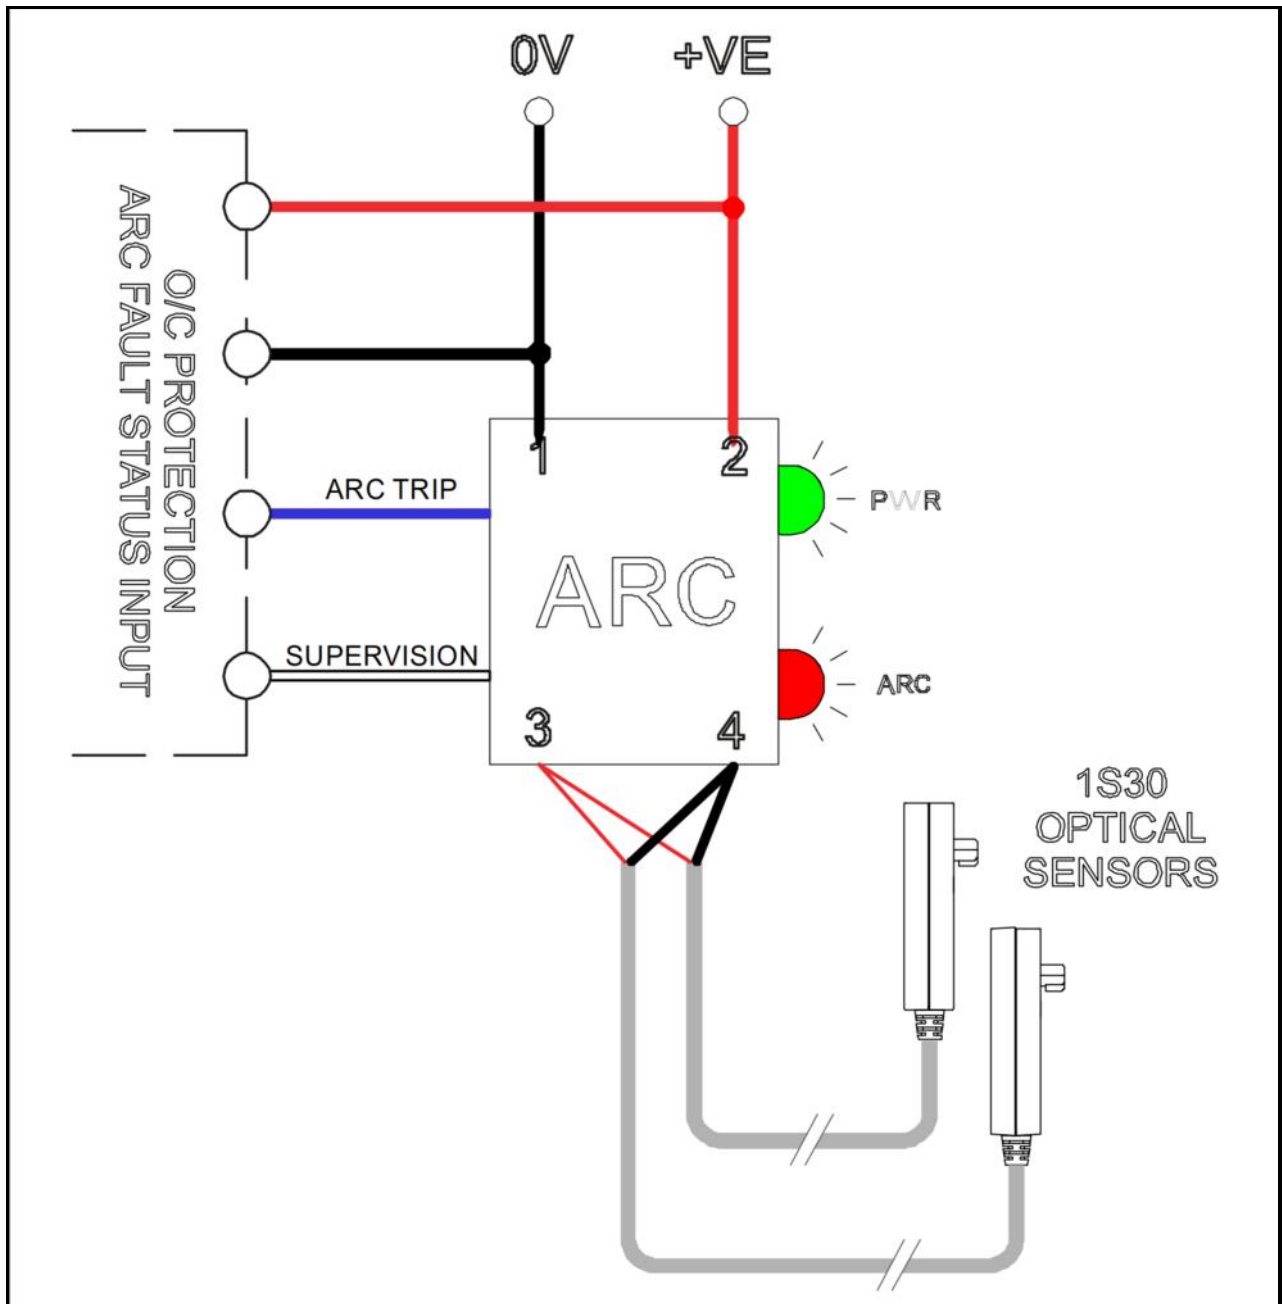 0V
+VE
O/C PROTECTION
ARC FAULT STATUS INPUT
1
2
ARC TRIP
PWR
ARC
SUPERVISION
ARC
3
4
1S30
OPTICAL
SENSORS